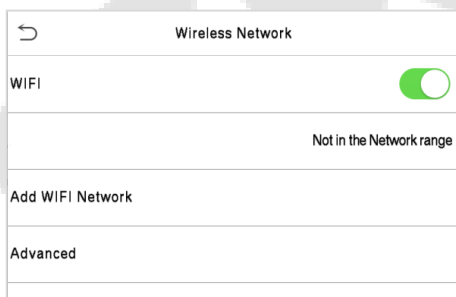 Wireless Network
WIFI
Not in the Network range
Add WIFI Network
Advanced